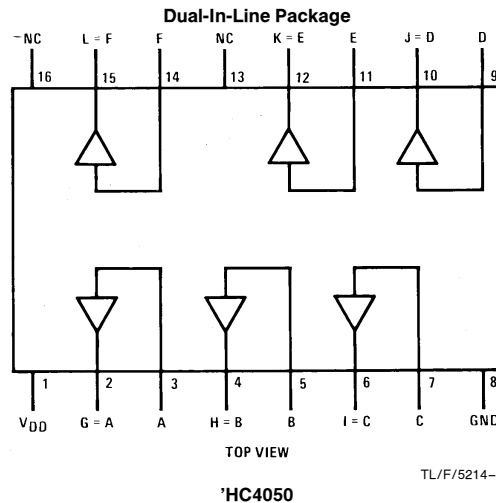 Dual-In-Line Package
NC L = F F NC K = E E J = D D
16 15 14 13 12 11 10 9
1 2 3 4 5 6 7 8
VDD G = A A H = B B I = C C GND
TOP VIEW
TL/F/5214–
'HC4050